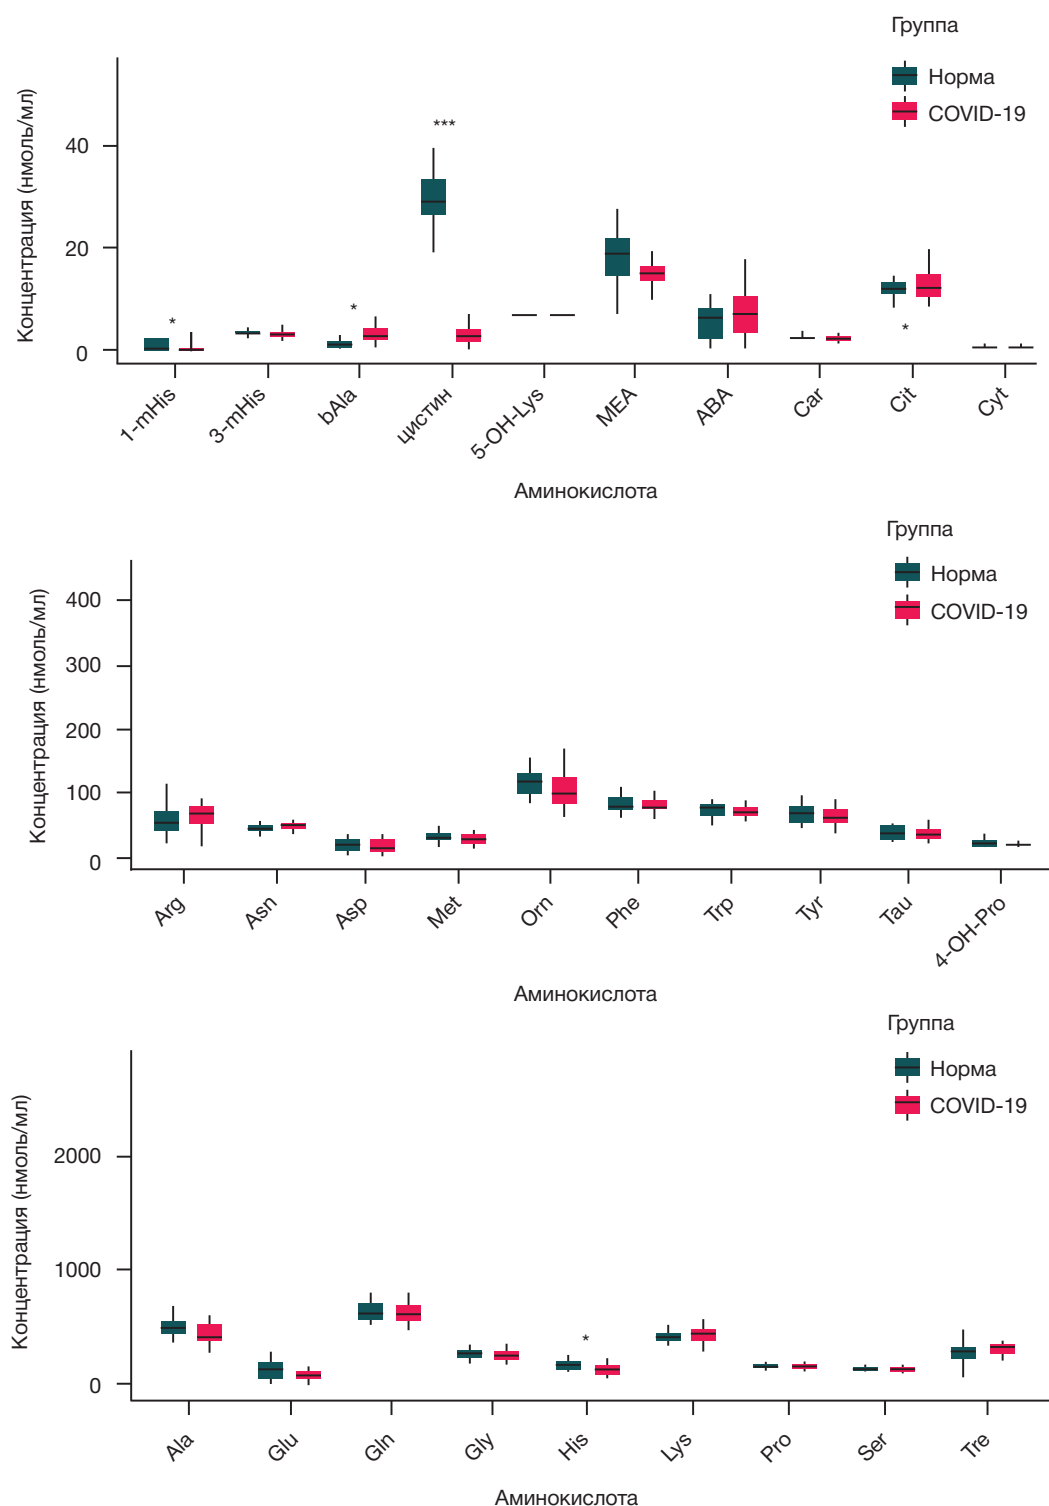 Группа
Норма
COVID-19
Концентрация (нмоль/мл)
40
20
0
*
*
***
*
1-mHis
3-mHis
bAla
цистин
5-OH-Lys
MEA
ABA
Car
Cit
Cyt
Аминокислота
Группа
Норма
COVID-19
Концентрация (нмоль/мл)
400
300
200
100
0
Arg
Asn
Asp
Met
Orn
Phe
Trp
Tyr
Tau
4-OH-Pro
Аминокислота
Группа
Норма
COVID-19
Концентрация (нмоль/мл)
2000
1000
0
*
Ala
Glu
Gln
Gly
His
Lys
Pro
Ser
Tre
Аминокислота